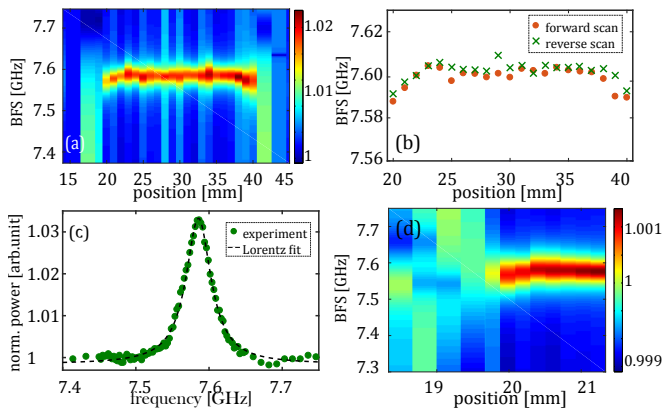 7.7
7.6
7.5
7.4
BFS [GHz]
(a)
15 20 25 30 35 40 45
position [mm]
1.02
1.01
1
7.62
7.60
7.58
7.56
BFS [GHz]
forward scan
reverse scan
(b)
20 25 30 35 40
position [mm]
1.03
1.02
1.01
1
norm. power [arb.unit]
(c)
experiment
Lorentz fit
7.4 7.5 7.6 7.7
frequency [GHz]
7.7
7.6
7.5
7.4
7.3
BFS [GHz]
(d)
19 20 21
position [mm]
1.001
1
0.999